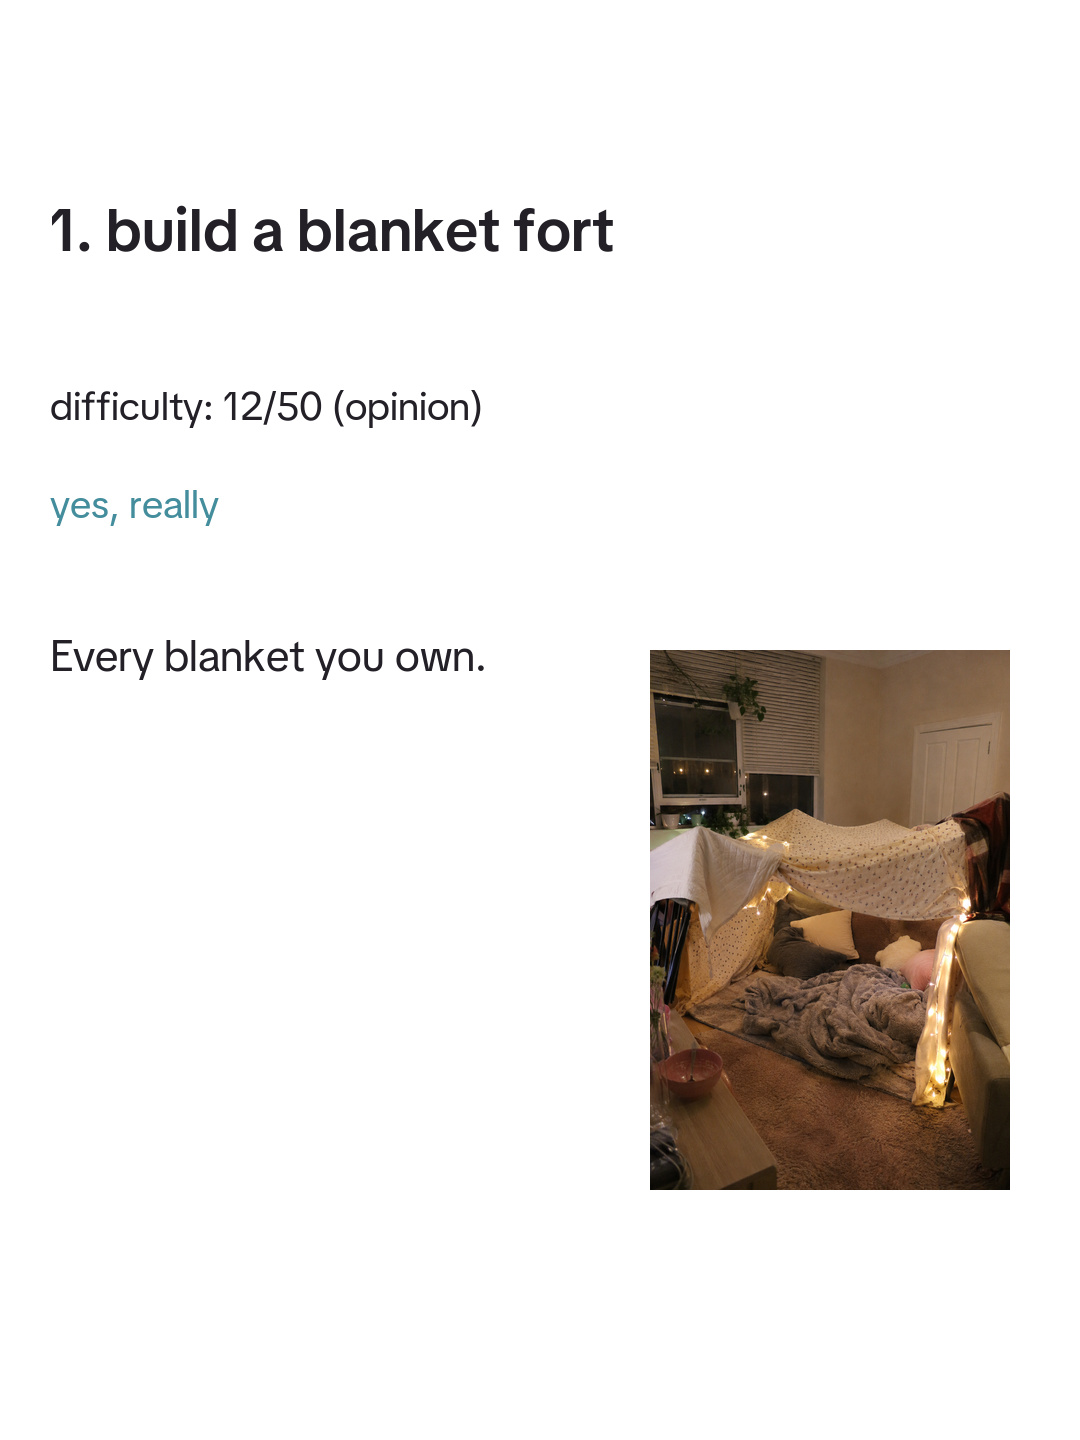 1. build a blanket fort
difficulty: 12/50 (opinion)
yes, really
Every blanket you own.